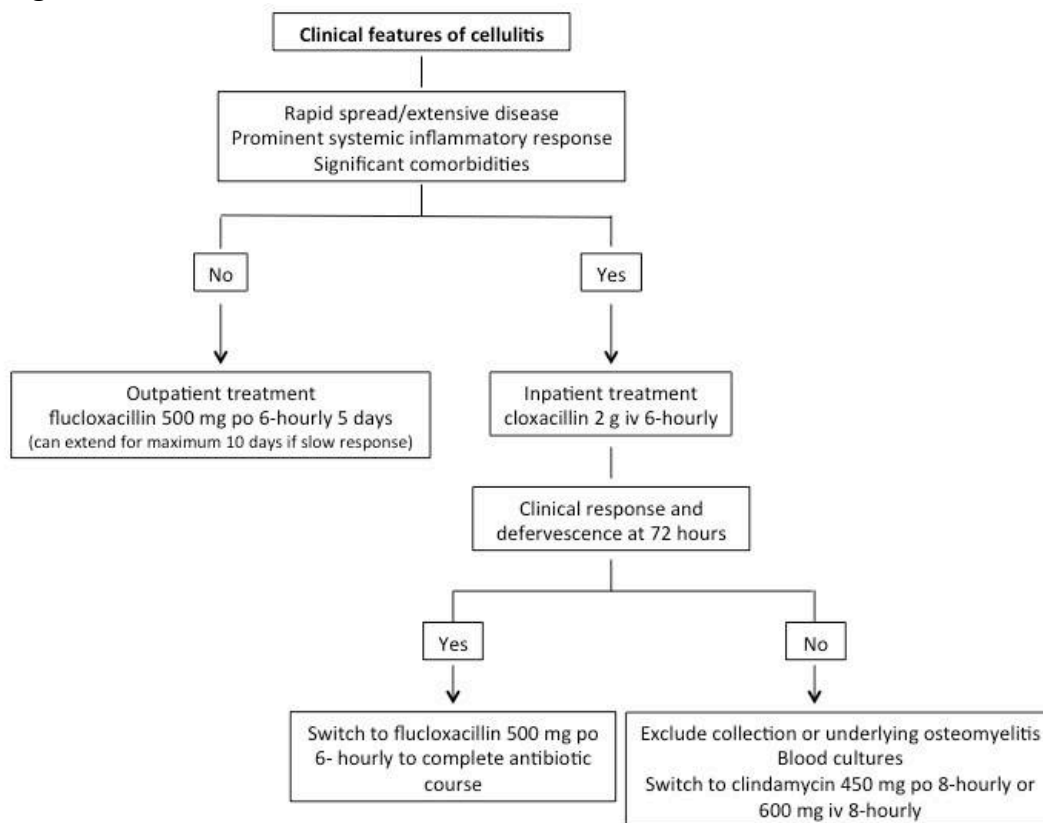 Clinical features of cellulitis
Rapid spread/extensive disease
Prominent systemic inflammatory response
Significant comorbidities
No
Yes
Outpatient treatment
flucloxacillin 500 mg po 6-hourly 5 days
(can extend for maximum 10 days if slow response)
Inpatient treatment
cloxacillin 2 g iv 6-hourly
Clinical response and
defervescence at 72 hours
Yes
No
Switch to flucloxacillin 500 mg po
6- hourly to complete antibiotic
course
Exclude collection or underlying osteomyelitis
Blood cultures
Switch to clindamycin 450 mg po 8-hourly or
600 mg iv 8-hourly